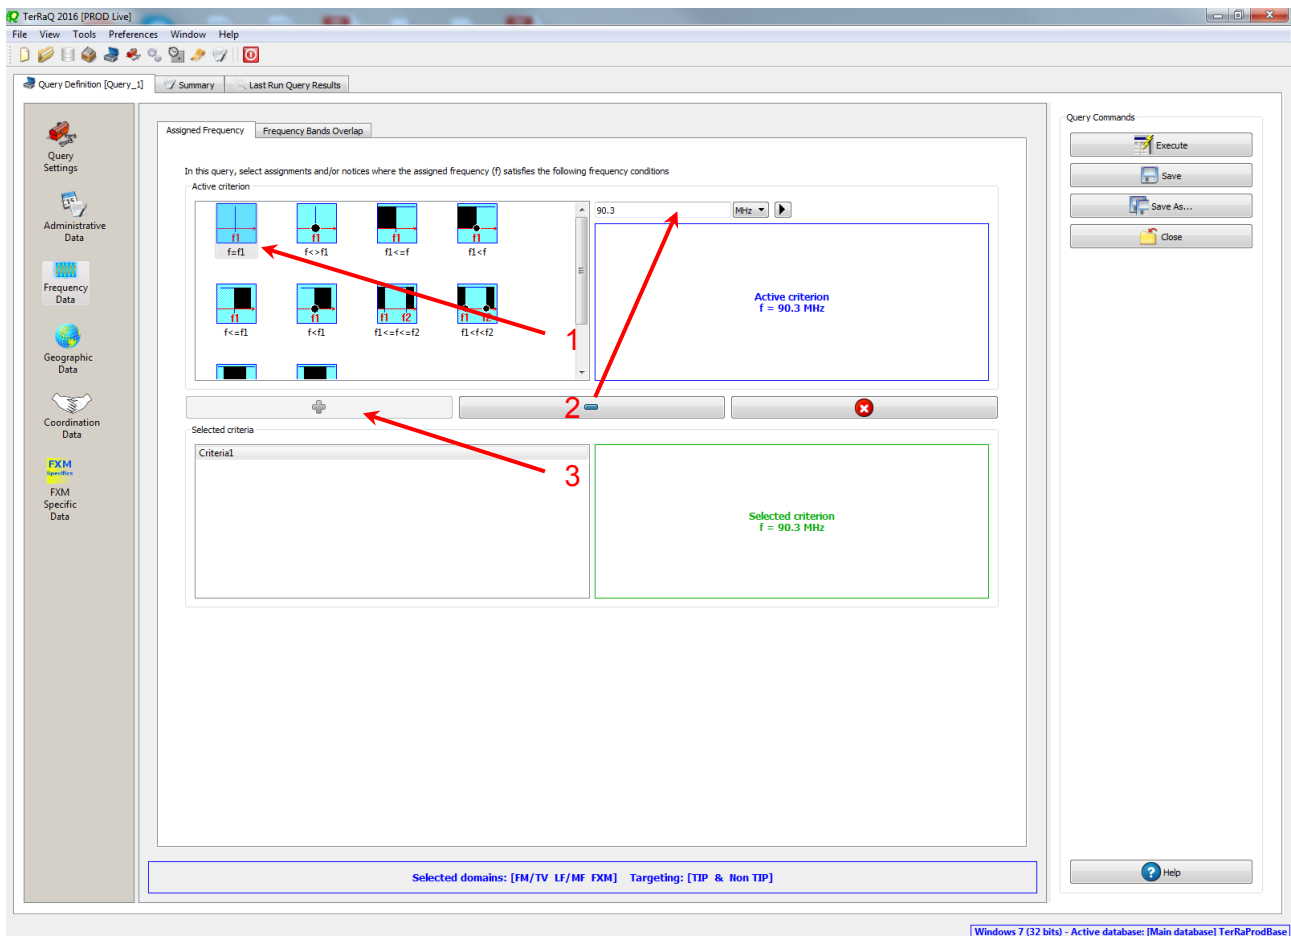 TerRaQ 2016 [PROD Live]
File View Tools Preferences Window Help
Query Definition [Query_1] Summary Last Run Query Results
Query Settings
Administrative Data
Frequency Data
Geographic Data
Coordination Data
FXM
Specifics
FXM Specific Data
Assigned Frequency Frequency Bands Overlap
In this query, select assignments and/or notices where the assigned frequency (f) satisfies the following frequency conditions
Active criterion
f1 f1 f1 f1
f=f1 f<>f1 f1<=f f1<f
f1 f1 f1 f2 f1 f2
f<=f1 f<f1 f1<=f<=f2 f1<f<f2
90.3 MHz
Active criterion
f = 90.3 MHz
1
2
3
Selected criteria
Criteria1
Selected criterion
f = 90.3 MHz
Selected domains: [FM/TV LF/MF FXM] Targeting: [TIP & Non TIP]
Query Commands
Execute
Save
Save As...
Close
Help
Windows 7 (32 bits) - Active database: [Main database] TerRaProdBase